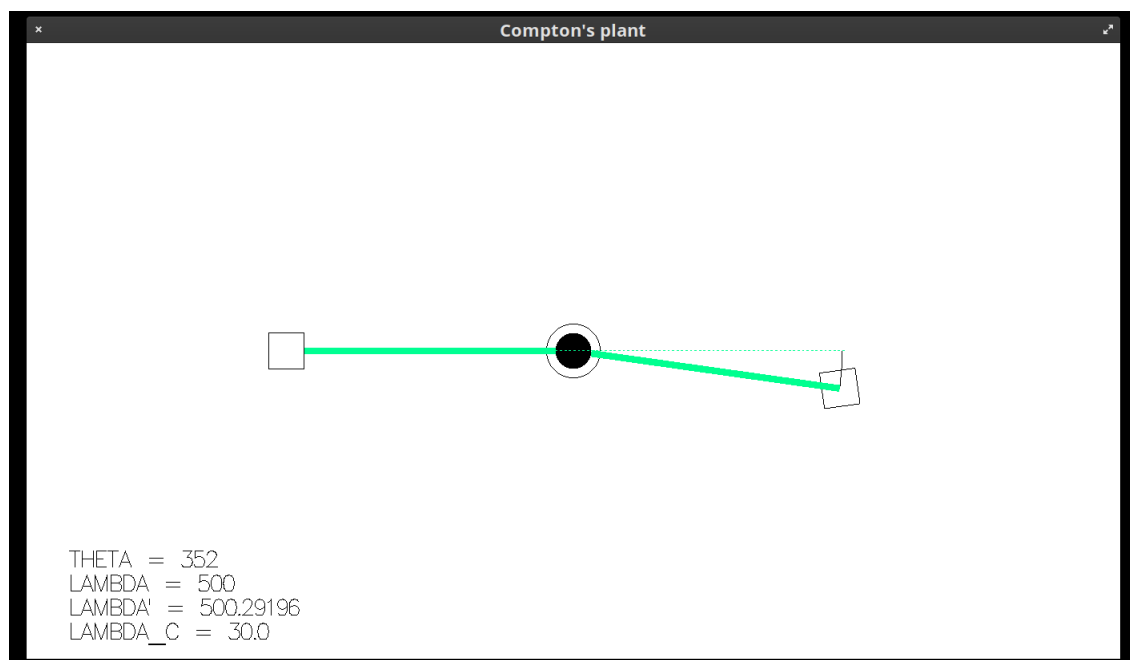 Compton's plant
THETA = 352
LAMBDA = 500
LAMBDA' = 500.29196
LAMBDA_C = 30.0